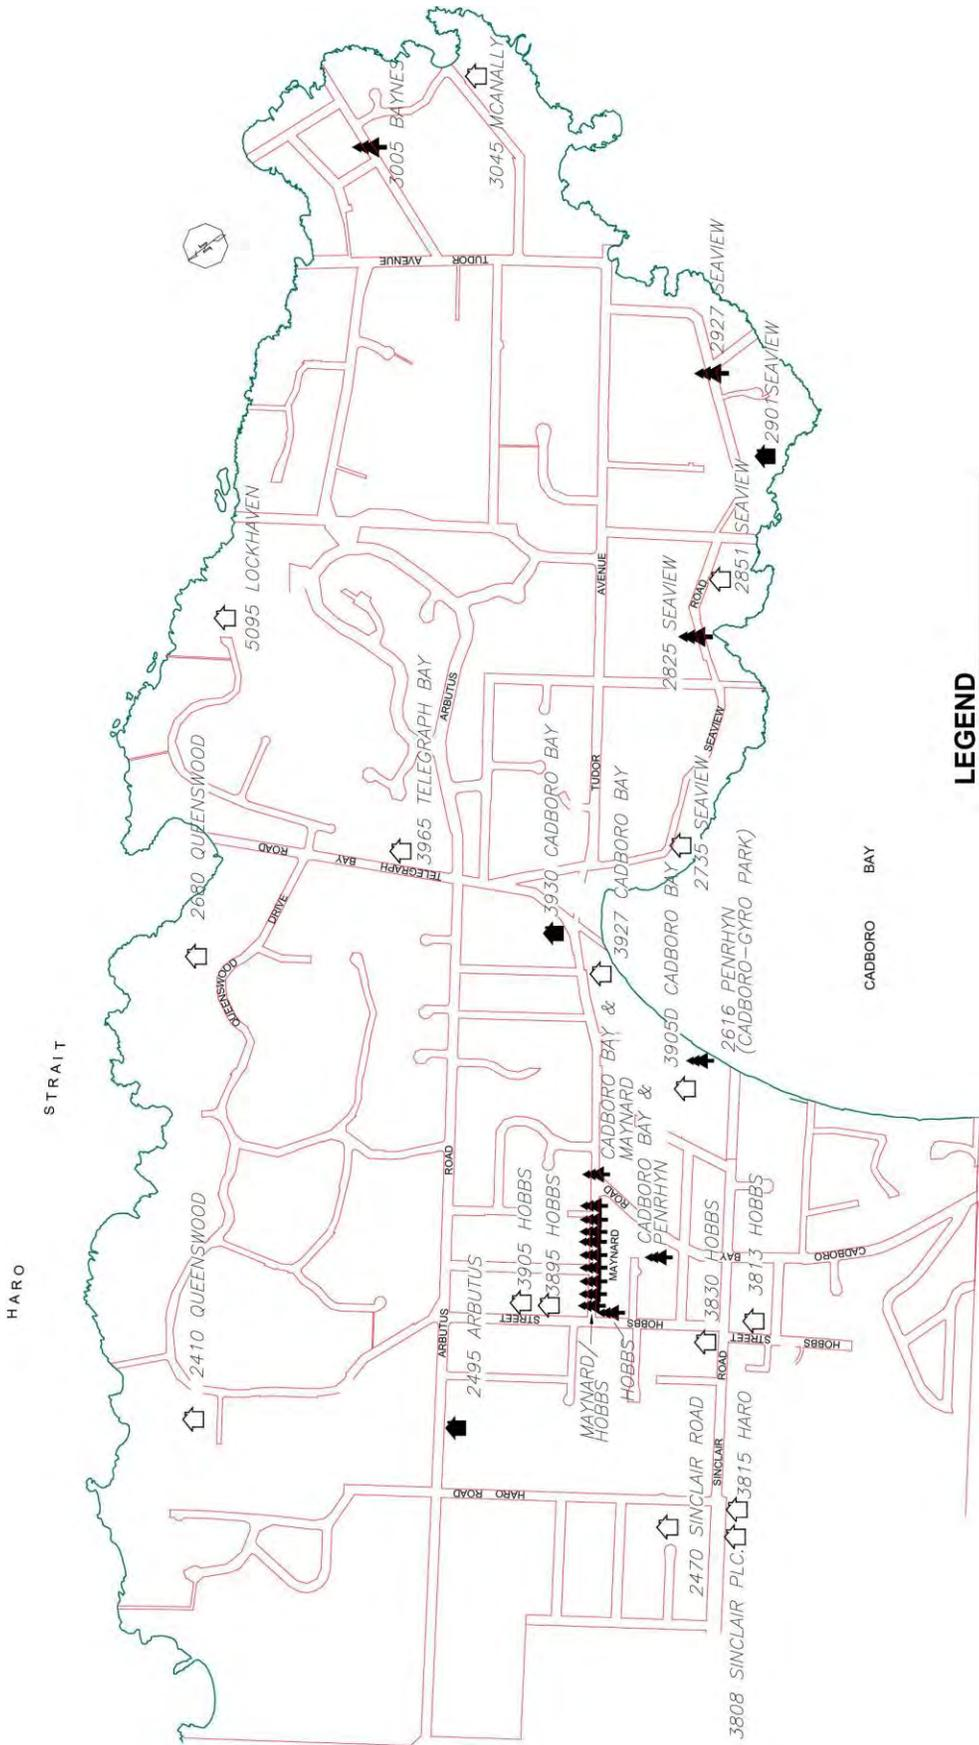 HARO
STRAIT
2410 QUEENSWOOD
2680 QUEENSWOOD
5095 LOCKHAVEN
3005 BAYNES
3045 MCANALLY
QUEENSWOOD
DRIVE
TELEGRAPH BAY ROAD
3965 TELEGRAPH BAY
TUDOR AVENUE
ARBUTUS
ROAD
ARBUTUS
2495 ARBUTUS
3905 HOBBS
3895 HOBBS
STREET
HOBBS
HARO ROAD
MAYNARD/
HOBBS
HOBBS
MAYNARD
ROAD
CADBORO BAY &
MAYNARD
CADBORO BAY &
PENRHYN
3930 CADBORO BAY
3927 CADBORO BAY
TUDOR
AVENUE
2825 SEAVIEW
2851 SEAVIEW
2901 SEAVIEW
2927 SEAVIEW
ROAD
SEAVIEW
2735 SEAVIEW
3905D CADBORO BAY
2616 PENRHYN
(CADBORO-GYRO PARK)
3830 HOBBS
3813 HOBBS
BAY
CADBORO
STREET
HOBBS
SINCLAIR
ROAD
2470 SINCLAIR ROAD
3808 SINCLAIR PLC.
3815 HARO
CADBORO BAY
LEGEND